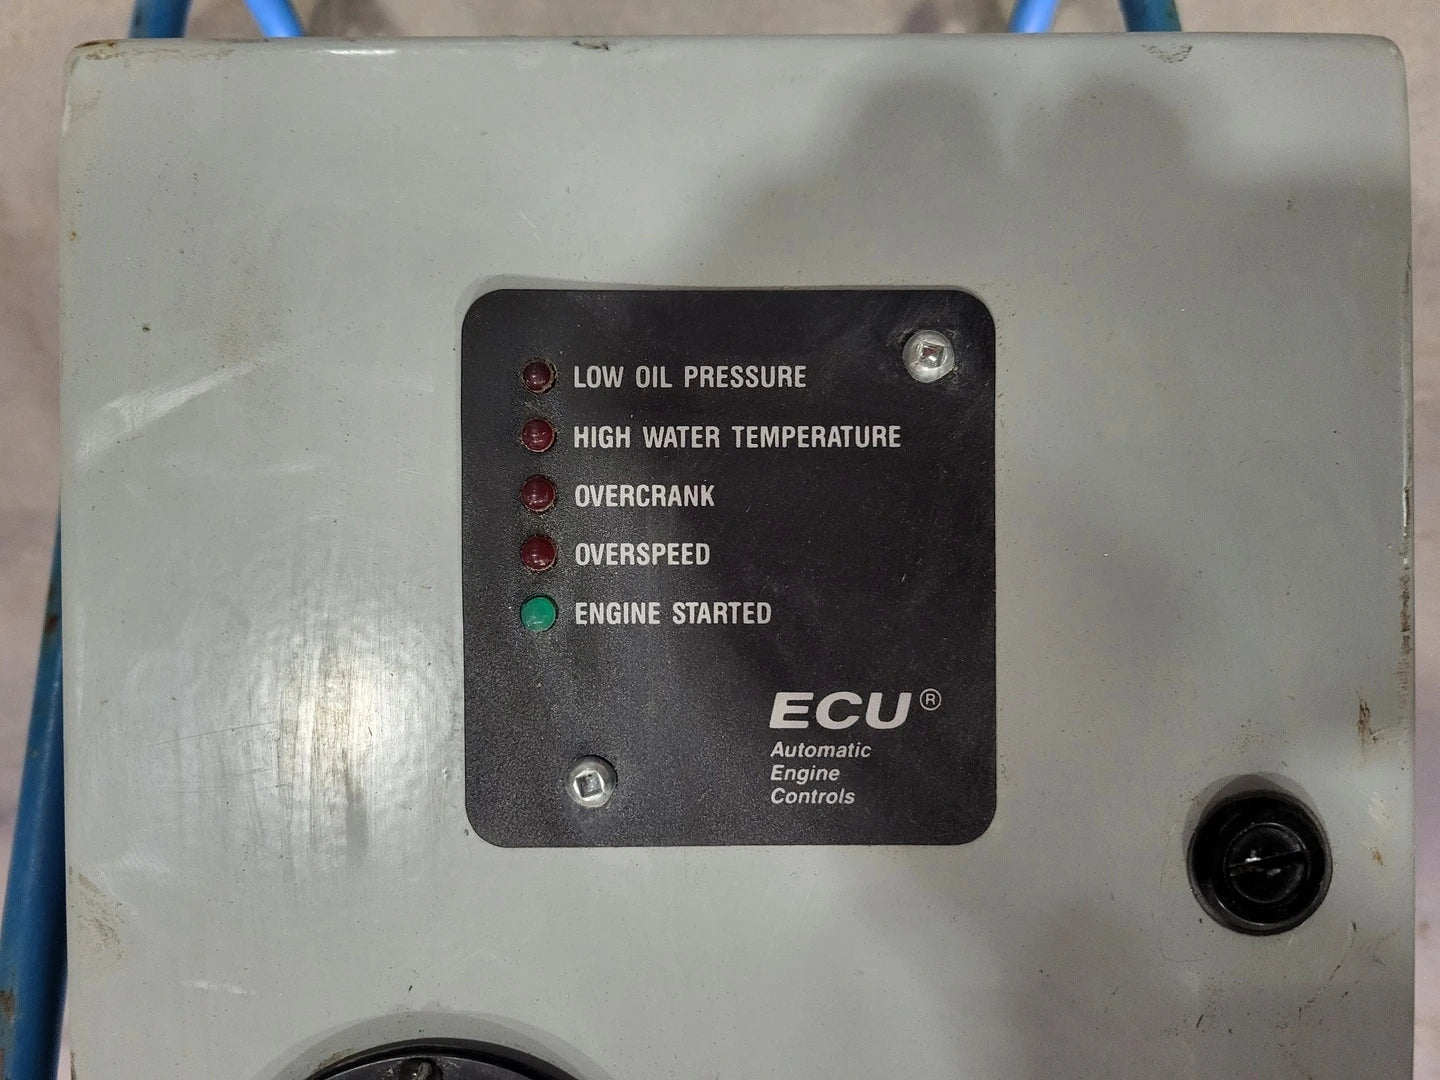 LOW OIL PRESSURE
HIGH WATER TEMPERATURE
OVERCRANK
OVERSPEED
ENGINE STARTED
ECU®
Automatic
Engine
Controls